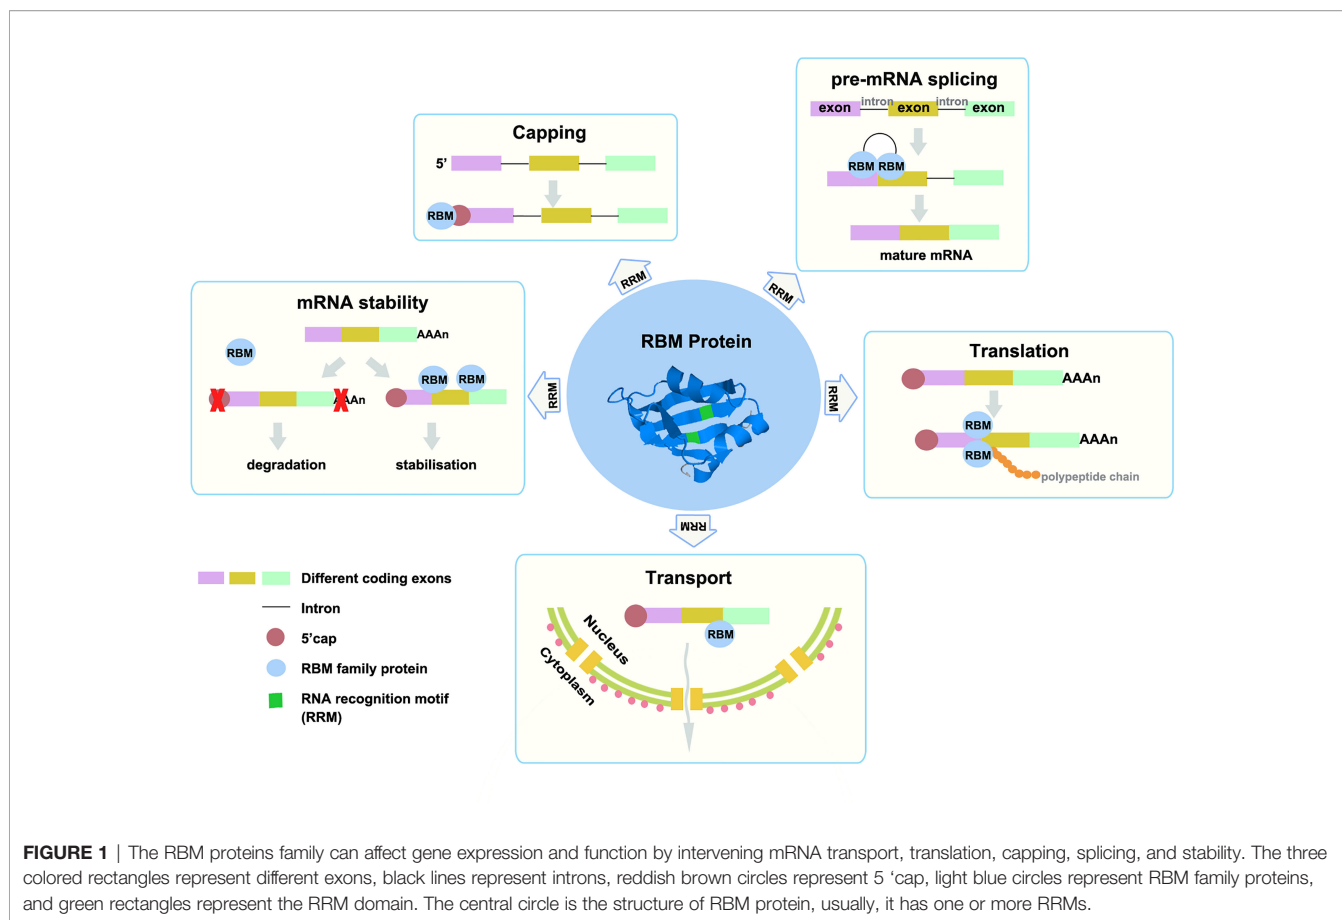 pre-mRNA splicing
intron intron
exon exon exon
RBM RBM
mature mRNA
Capping
5’
RBM
RRM
RRM
mRNA stability
AAAn
RBM
RBM RBM
AAAn
degradation stabilisation
RRM
RBM Protein
RRM
Translation
AAAn
RBM
AAAn
RBM
polypeptide chain
RRM
Transport
RBM
Nucleus
Cytoplasm
Different coding exons
Intron
5’cap
RBM family protein
RNA recognition motif
(RRM)
FIGURE 1 | The RBM proteins family can affect gene expression and function by intervening mRNA transport, translation, capping, splicing, and stability. The three
colored rectangles represent different exons, black lines represent introns, reddish brown circles represent 5 ‘cap, light blue circles represent RBM family proteins,
and green rectangles represent the RRM domain. The central circle is the structure of RBM protein, usually, it has one or more RRMs.